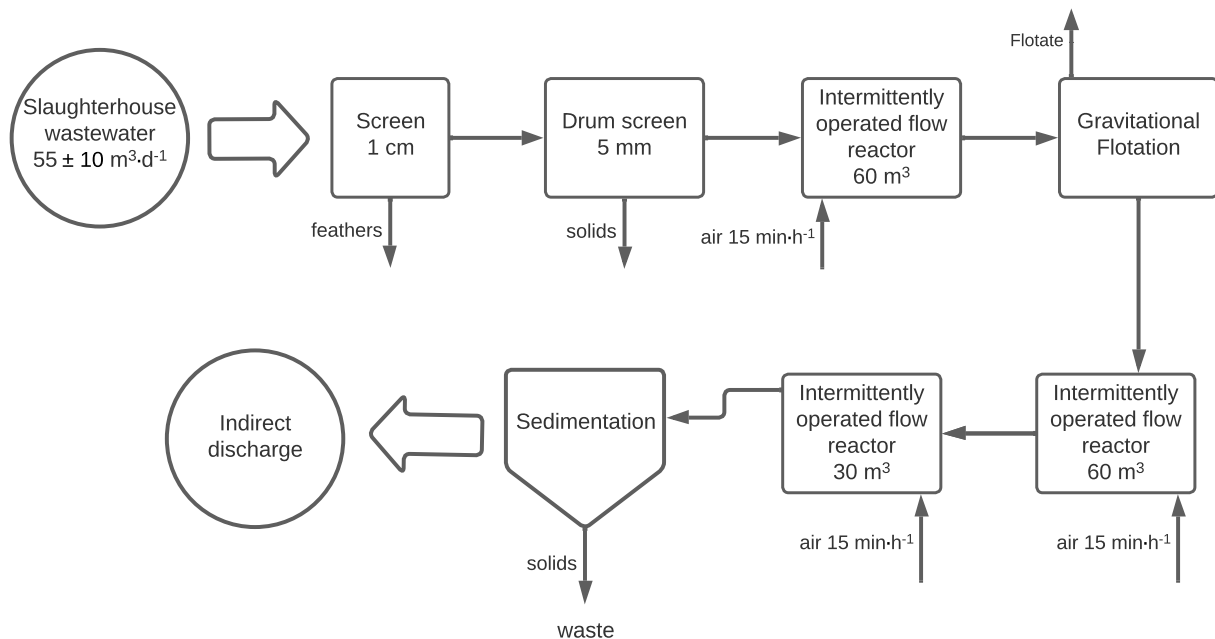 Slaughterhouse
wastewater
55 ± 10 m³·d⁻¹
Screen
1 cm
feathers
Drum screen
5 mm
solids
Intermittently
operated flow
reactor
60 m³
air 15 min·h⁻¹
Flotate
Gravitational
Flotation
Intermittently
operated flow
reactor
60 m³
air 15 min·h⁻¹
Intermittently
operated flow
reactor
30 m³
air 15 min·h⁻¹
Sedimentation
solids
waste
Indirect
discharge